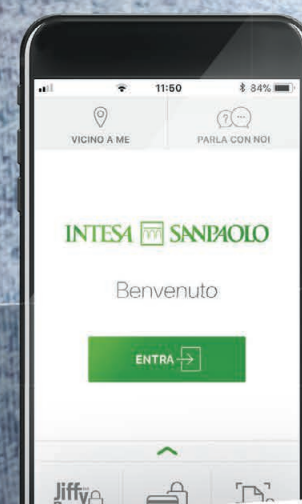 11:50 84%
VICINO A ME PARLA CON NOI
INTESA SANPAOLO
Benvenuto
ENTRA
Jiffy